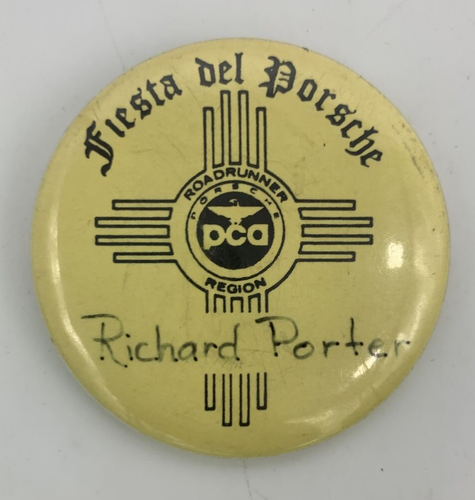 Fiesta del Porsche
ROADRUNNER
PORSCHE
pca
REGION
Richard Porter